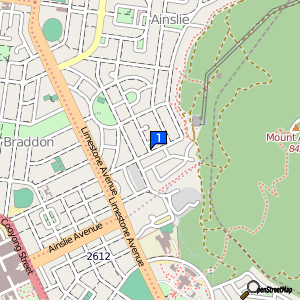 Ainslie
1
Mount A
84
Braddon
Limestone Avenue
Ainslie Avenue
Limestone Avenue
Cooyong Street
2612
OpenStreetMap